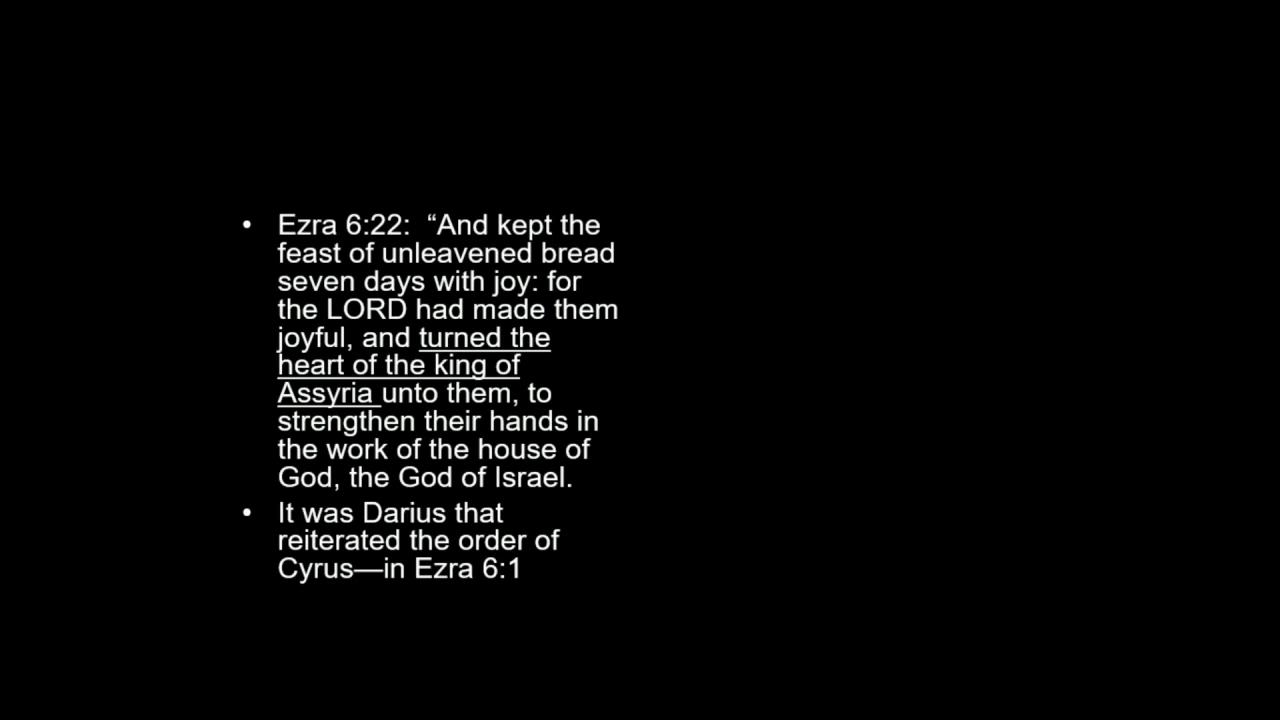 • Ezra 6:22:  “And kept the
feast of unleavened bread
seven days with joy: for
the LORD had made them
joyful, and turned the
heart of the king of
Assyria unto them, to
strengthen their hands in
the work of the house of
God, the God of Israel.
• It was Darius that
reiterated the order of
Cyrus—in Ezra 6:1